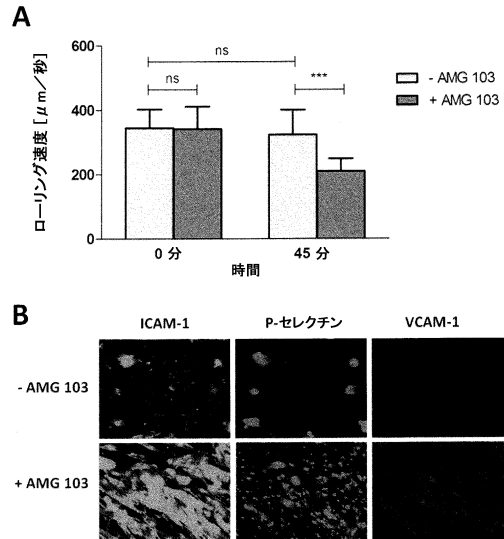 A
ローリング速度 [μm/秒]
600
400
200
0
ns
ns
***
- AMG 103
+ AMG 103
0 分
45 分
時間
B
ICAM-1
P-セレクチン
VCAM-1
- AMG 103
+ AMG 103